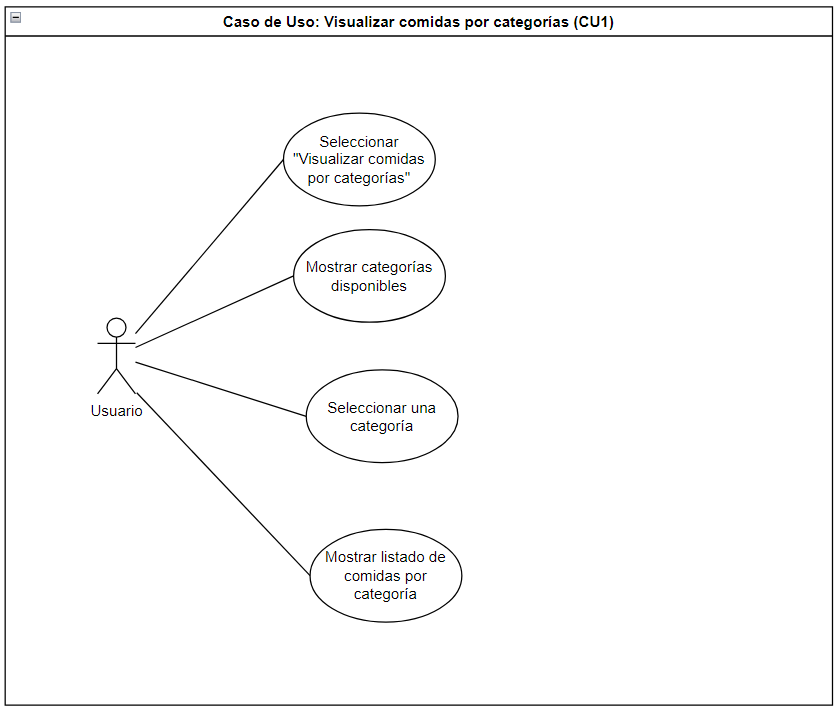 Caso de Uso: Visualizar comidas por categorías (CU1)
Seleccionar
"Visualizar comidas
por categorías"
Mostrar categorías
disponibles
Usuario
Seleccionar una
categoría
Mostrar listado de
comidas por
categoría